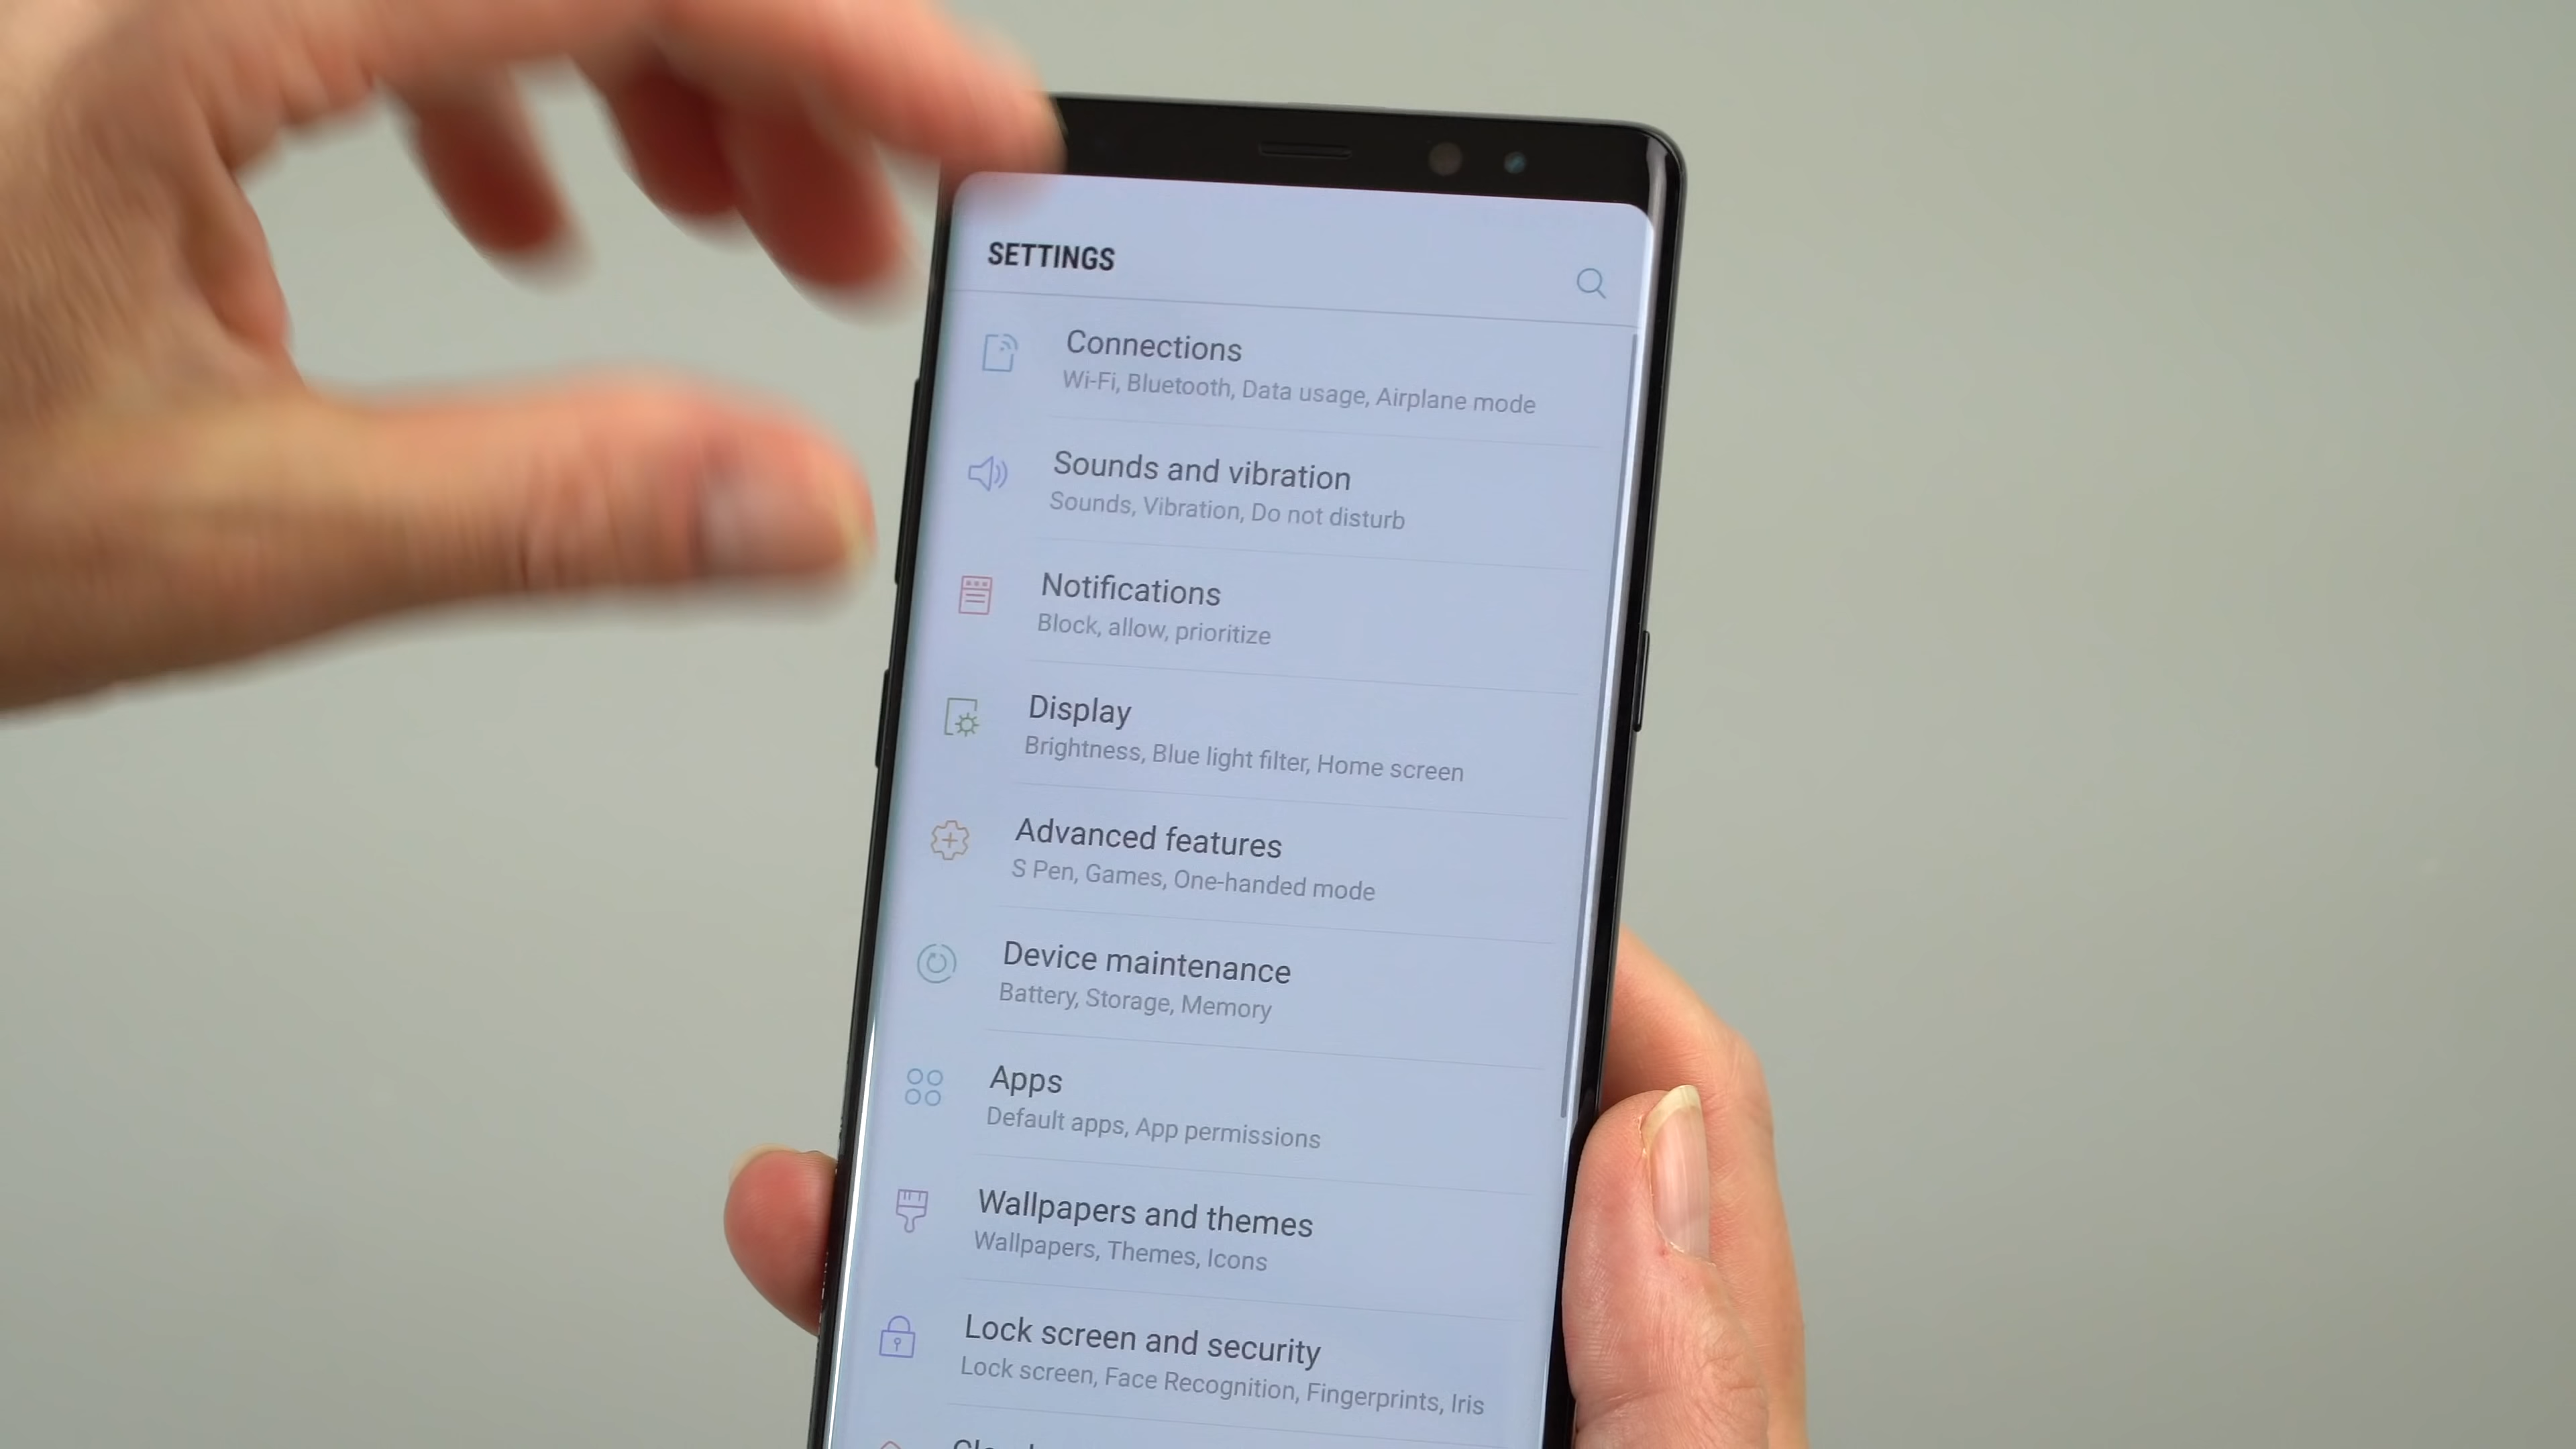 SETTINGS
Connections
Wi-Fi, Bluetooth, Data usage, Airplane mode
Sounds and vibration
Sounds, Vibration, Do not disturb
Notifications
Block, allow, prioritize
Display
Brightness, Blue light filter, Home screen
Advanced features
S Pen, Games, One-handed mode
Device maintenance
Battery, Storage, Memory
Apps
Default apps, App permissions
Wallpapers and themes
Wallpapers, Themes, Icons
Lock screen and security
Lock screen, Face Recognition, Fingerprints, Iris